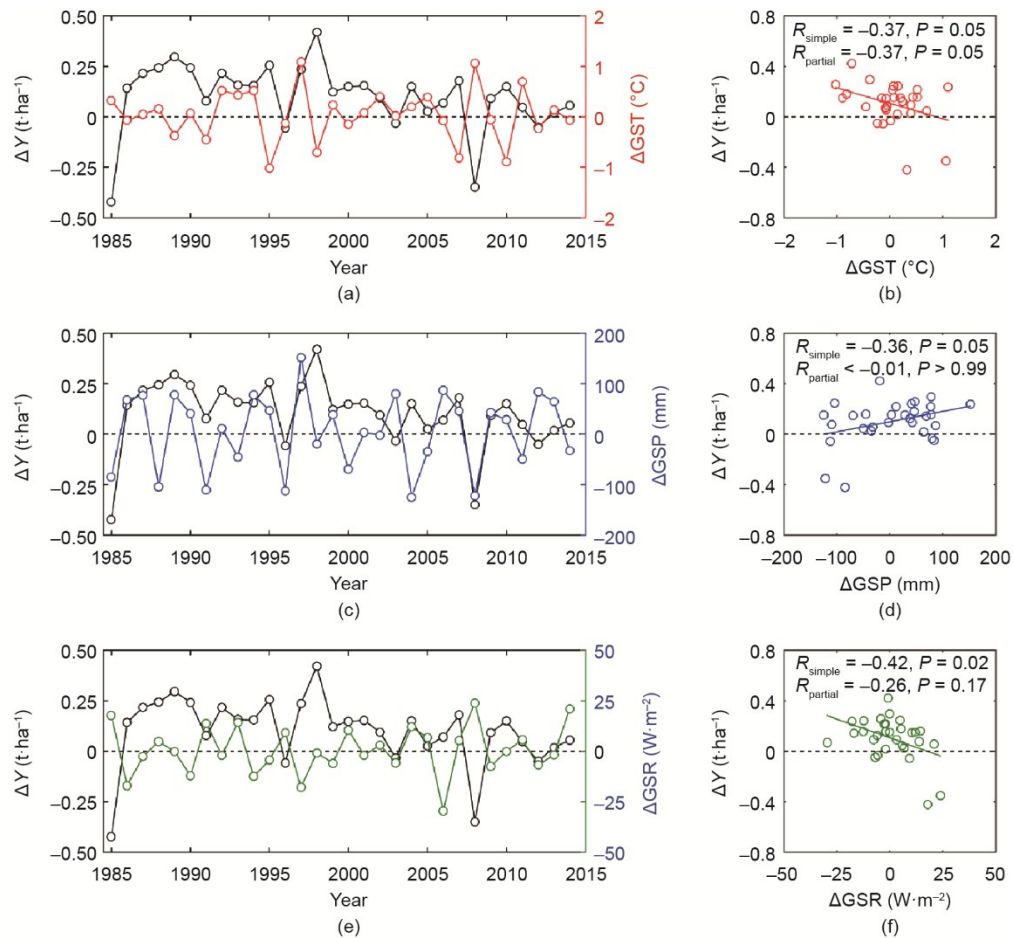 ΔY (t·ha⁻¹)
0.50
0.25
0
−0.25
−0.50
2
1
0
−1
−2
ΔGST (°C)
1985 1990 1995 2000 2005 2010 2015
Year
(a)
R_simple = −0.37, P = 0.05
R_partial = −0.37, P = 0.05
ΔY (t·ha⁻¹)
0.8
0.4
0
−0.4
−0.8
−2 −1 0 1 2
ΔGST (°C)
(b)
ΔY (t·ha⁻¹)
0.50
0.25
0
−0.25
−0.50
200
100
0
−100
−200
ΔGSP (mm)
1985 1990 1995 2000 2005 2010 2015
Year
(c)
R_simple = −0.36, P = 0.05
R_partial < −0.01, P > 0.99
ΔY (t·ha⁻¹)
0.8
0.4
0
−0.4
−0.8
−200 −100 0 100 200
ΔGSP (mm)
(d)
ΔY (t·ha⁻¹)
0.50
0.25
0
−0.25
−0.50
50
25
0
−25
−50
ΔGSR (W·m⁻²)
1985 1990 1995 2000 2005 2010 2015
Year
(e)
R_simple = −0.42, P = 0.02
R_partial = −0.26, P = 0.17
ΔY (t·ha⁻¹)
0.8
0.4
0
−0.4
−0.8
−50 −25 0 25 50
ΔGSR (W·m⁻²)
(f)